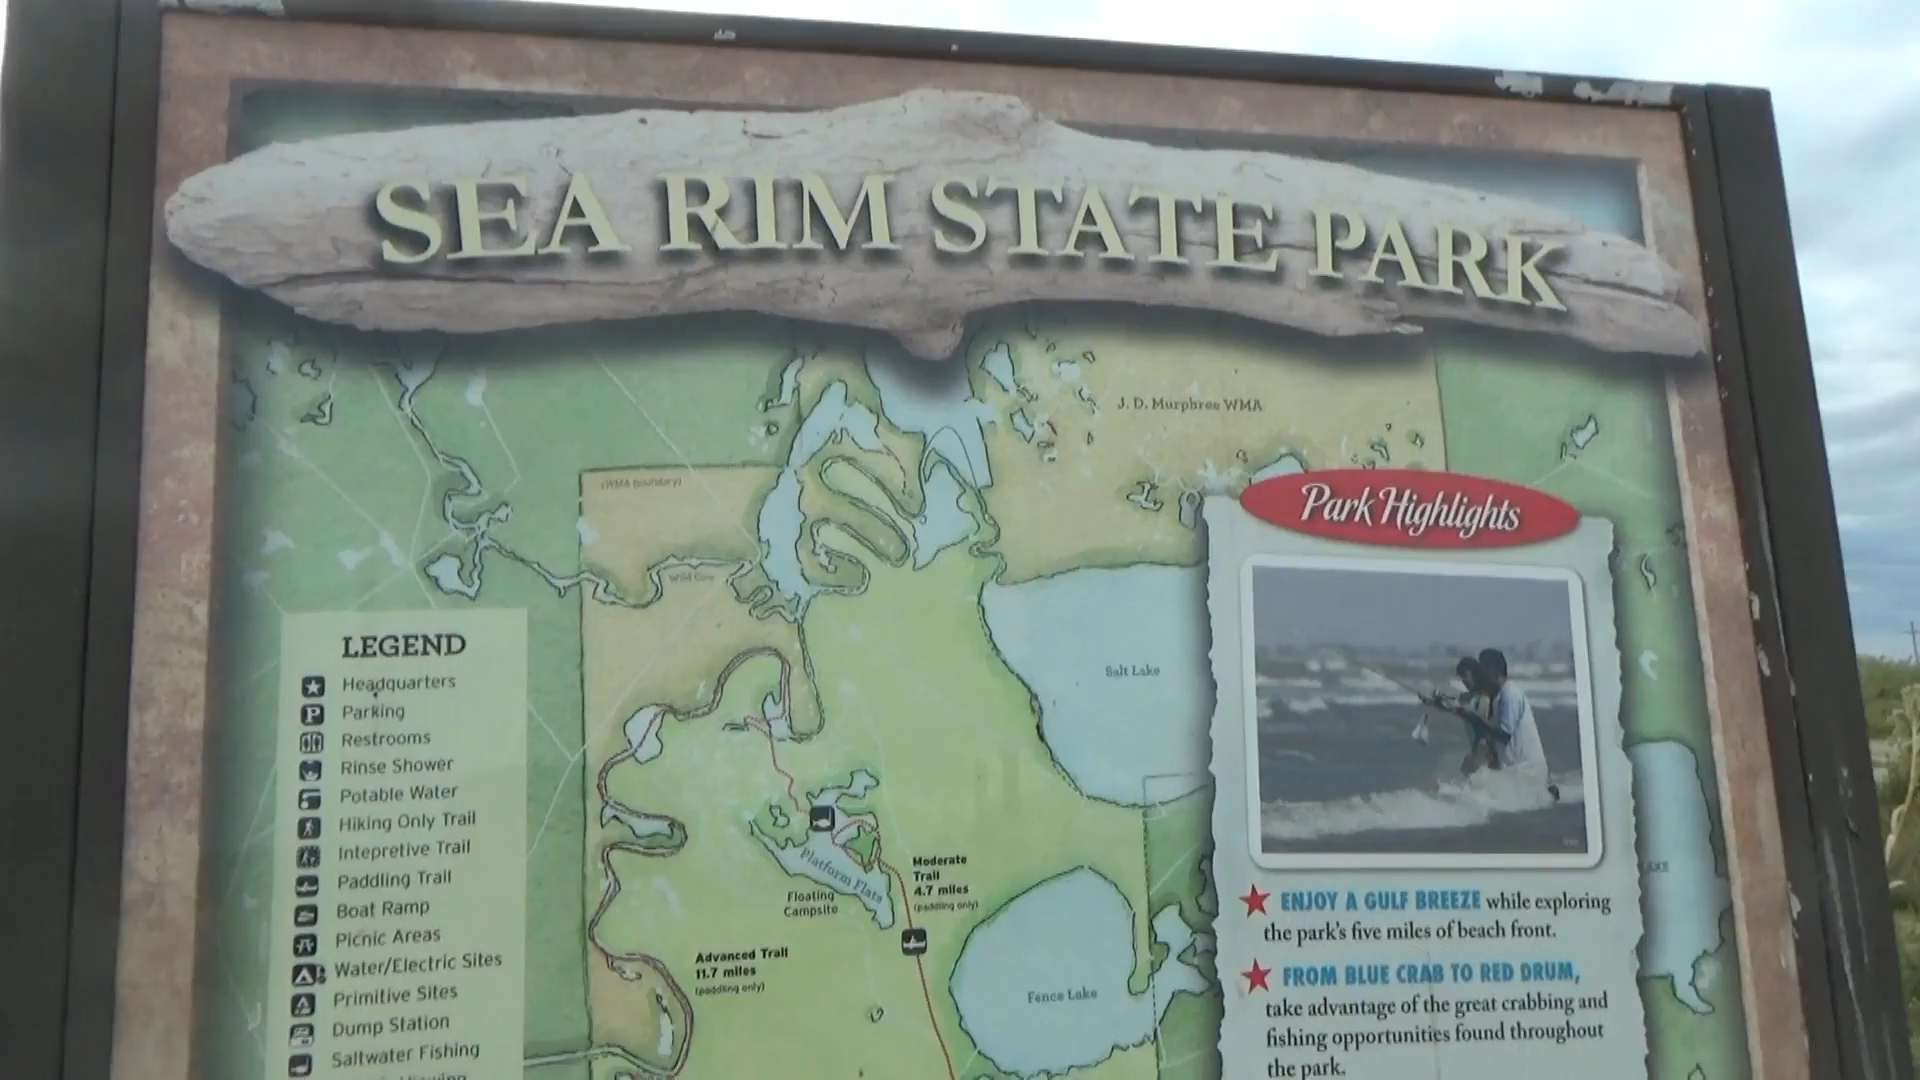 SEA RIM STATE PARK
J. D. Murphree WMA
(WMA boundary)
Park Highlights
LEGEND
Headquarters
Parking
Restrooms
Rinse Shower
Potable Water
Hiking Only Trail
Intepretive Trail
Paddling Trail
Boat Ramp
Picnic Areas
Water/Electric Sites
Primitive Sites
Dump Station
Saltwater Fishing
Salt Lake
Platform Flats
Floating
Campsite
Moderate
Trail
4.7 miles
(paddling only)
Advanced Trail
11.7 miles
(paddling only)
Fence Lake
ENJOY A GULF BREEZE while exploring
the park's five miles of beach front.
FROM BLUE CRAB TO RED DRUM,
take advantage of the great crabbing and
fishing opportunities found throughout
the park.